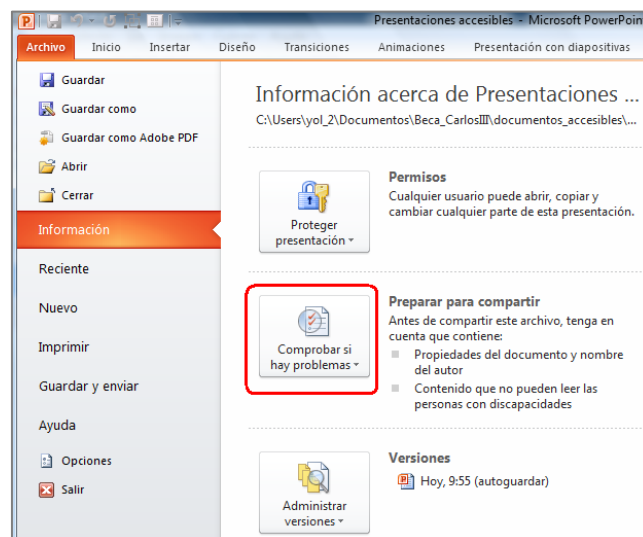 Presentaciones accesibles - Microsoft PowerPoin
Archivo Inicio Insertar Diseño Transiciones Animaciones Presentación con diapositivas
Guardar
Guardar como
Guardar como Adobe PDF
Abrir
Cerrar
Información
Reciente
Nuevo
Imprimir
Guardar y enviar
Ayuda
Opciones
Salir
Información acerca de Presentaciones ...
C:\Users\yol_2\Documentos\Beca_CarlosIII\documentos_accesibles\...
Proteger
presentación
Permisos
Cualquier usuario puede abrir, copiar y
cambiar cualquier parte de esta presentación.
Comprobar si
hay problemas
Preparar para compartir
Antes de compartir este archivo, tenga en
cuenta que contiene:
Propiedades del documento y nombre
del autor
Contenido que no pueden leer las
personas con discapacidades
Administrar
versiones
Versiones
Hoy, 9:55 (autoguardar)